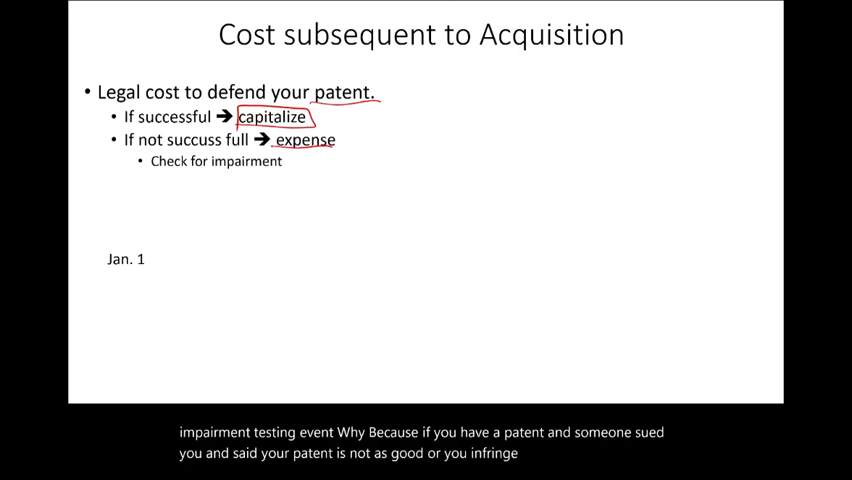 Cost subsequent to Acquisition
• Legal cost to defend your patent.
• If successful ➔ capitalize
• If not succuss full ➔ expense
• Check for impairment
Jan. 1
impairment testing event Why Because if you have a patent and someone sued
you and said your patent is not as good or you infringe